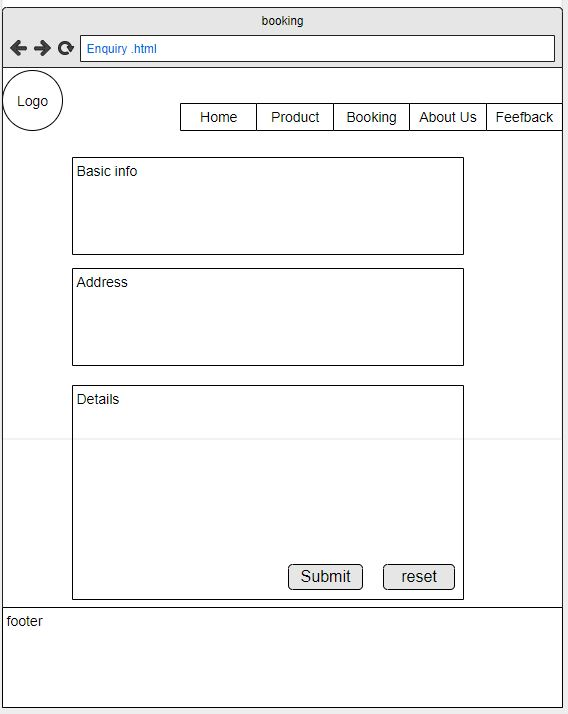 booking
Enquiry .html
Logo
Home Product Booking About Us Feefback
Basic info
Address
Details
Submit reset
footer